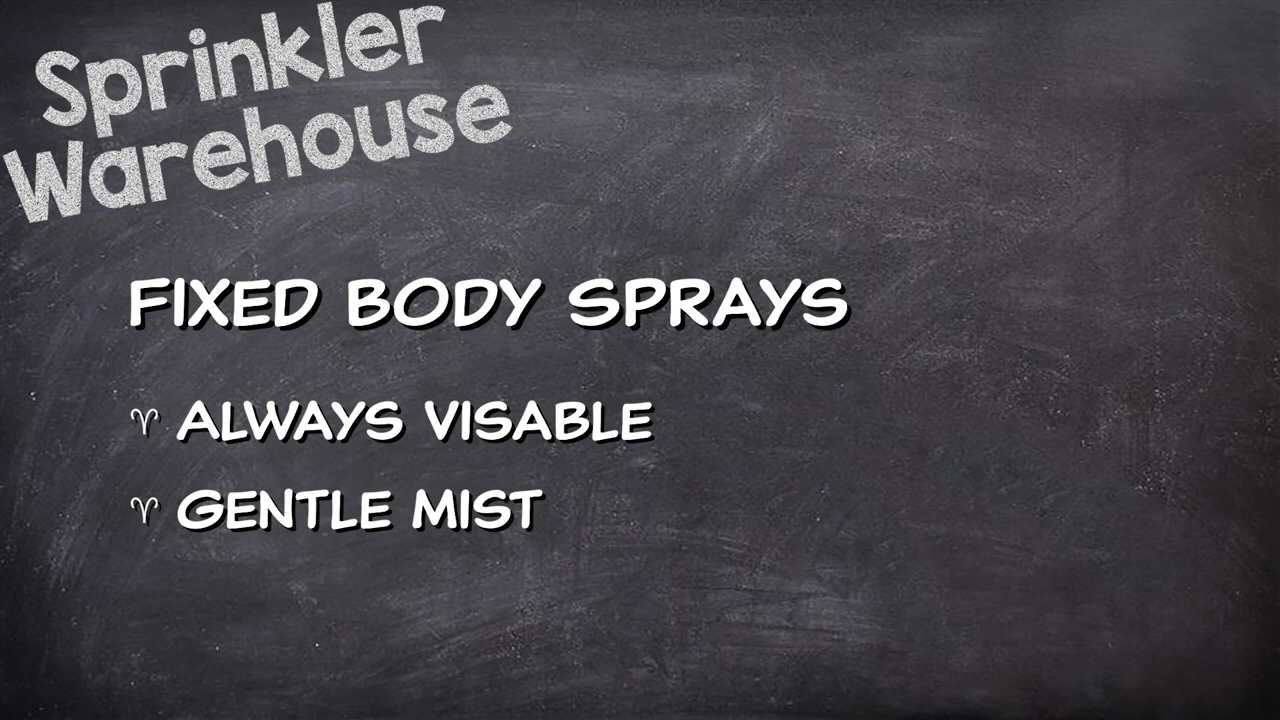 Sprinkler
Warehouse
FIXED BODY SPRAYS
♈ ALWAYS VISABLE
♈ GENTLE MIST